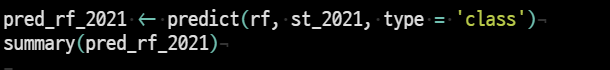 pred_rf_2021 <- predict(rf, st_2021, type = 'class')¬
summary(pred_rf_2021)¬
¬